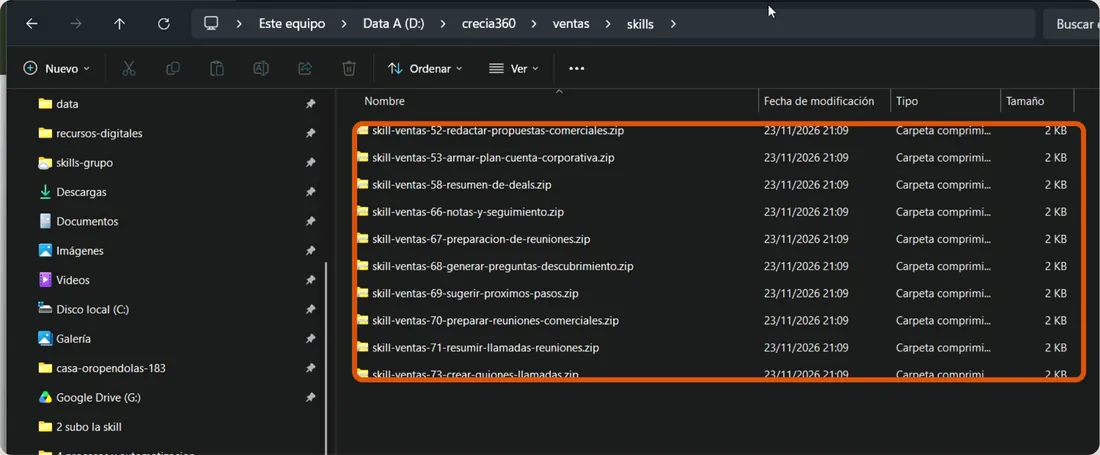 Este equipo > Data A (D:) > crecia360 > ventas > skills >
Buscar e
Nuevo
Ordenar
Ver
data
recursos-digitales
skills-grupo
Descargas
Documentos
Imágenes
Videos
Disco local (C:)
Galería
casa-oropendolas-183
Google Drive (G:)
2 subo la skill
4 procesos y automatizacion
Nombre Fecha de modificación Tipo Tamaño
skill-ventas-52-redactar-propuestas-comerciales.zip 23/11/2026 21:09 Carpeta comprimi... 2 KB
skill-ventas-53-armar-plan-cuenta-corporativa.zip 23/11/2026 21:09 Carpeta comprimi... 2 KB
skill-ventas-58-resumen-de-deals.zip 23/11/2026 21:09 Carpeta comprimi... 2 KB
skill-ventas-66-notas-y-seguimiento.zip 23/11/2026 21:09 Carpeta comprimi... 2 KB
skill-ventas-67-preparacion-de-reuniones.zip 23/11/2026 21:09 Carpeta comprimi... 2 KB
skill-ventas-68-generar-preguntas-descubrimiento.zip 23/11/2026 21:09 Carpeta comprimi... 2 KB
skill-ventas-69-sugerir-proximos-pasos.zip 23/11/2026 21:09 Carpeta comprimi... 2 KB
skill-ventas-70-preparar-reuniones-comerciales.zip 23/11/2026 21:09 Carpeta comprimi... 2 KB
skill-ventas-71-resumir-llamadas-reuniones.zip 23/11/2026 21:09 Carpeta comprimi... 2 KB
skill-ventas-73-crear-guiones-llamadas.zip 23/11/2026 21:09 Carpeta comprimi... 2 KB